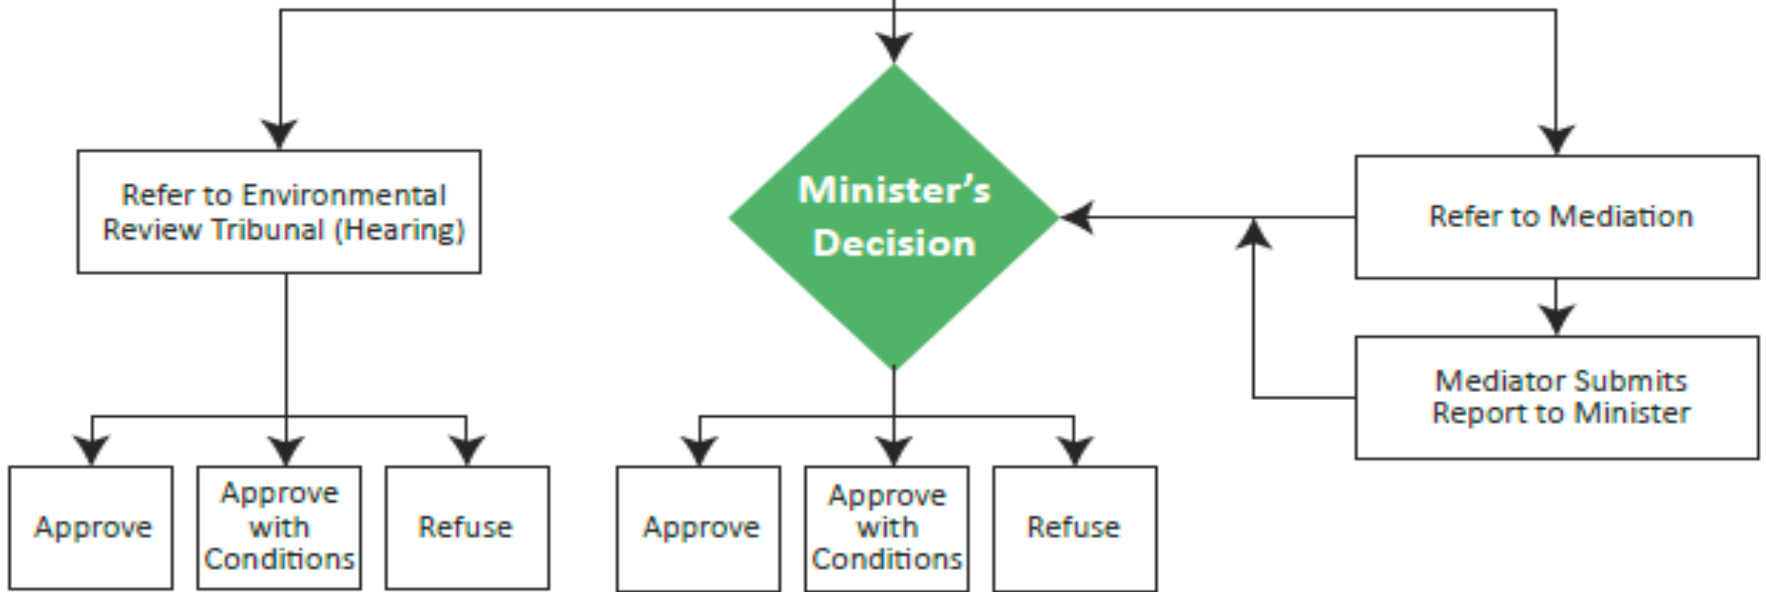 Refer to Environmental
Review Tribunal (Hearing)
Minister's
Decision
Refer to Mediation
Mediator Submits
Report to Minister
Approve
Approve
with
Conditions
Refuse
Approve
Approve
with
Conditions
Refuse